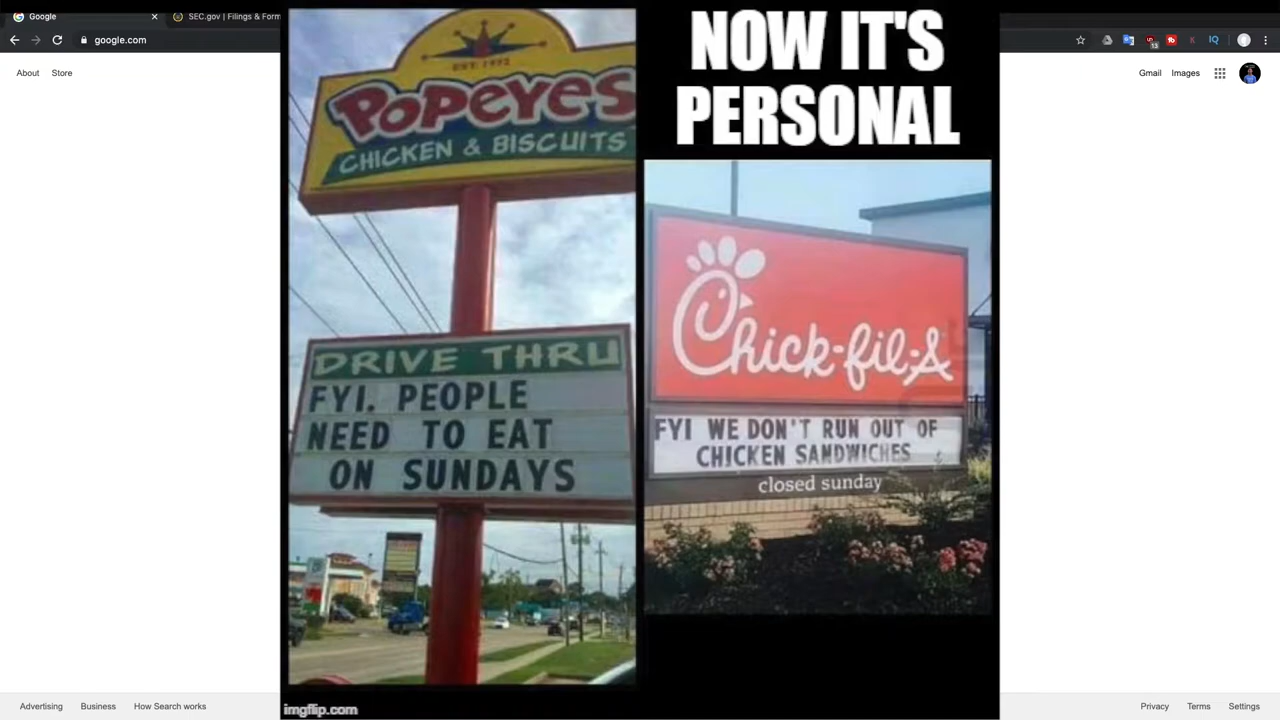 Google
SEC.gov | Filings & Form
google.com
About
Store
Gmail
Images
EST. 1972
POPEYES
CHICKEN & BISCUITS
DRIVE THRU
FYI. PEOPLE
NEED TO EAT
ON SUNDAYS
NOW IT'S
PERSONAL
Chick-fil-A
FYI WE DON'T RUN OUT OF
CHICKEN SANDWICHES
closed sunday
imgflip.com
Advertising
Business
How Search works
Privacy
Terms
Settings